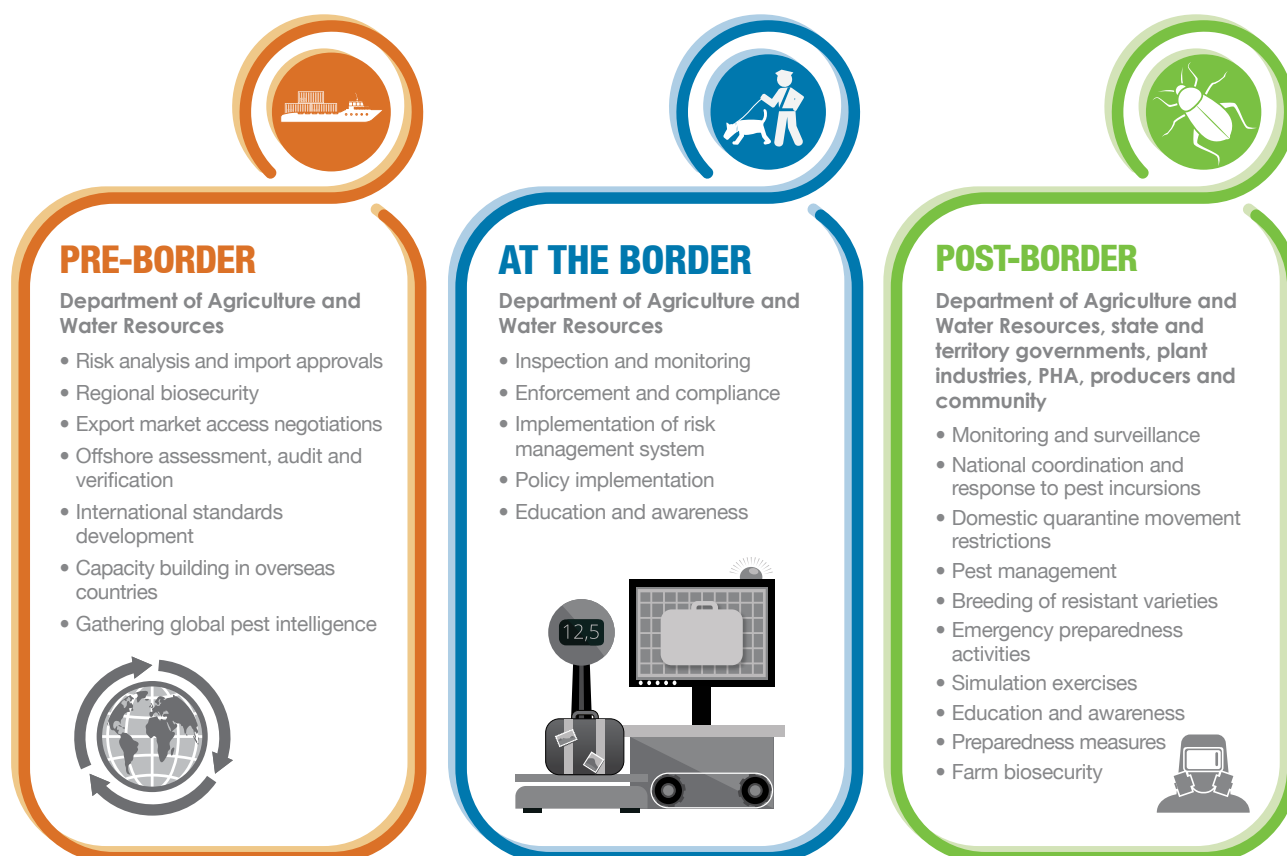 PRE-BORDER
Department of Agriculture and
Water Resources
• Risk analysis and import approvals
• Regional biosecurity
• Export market access negotiations
• Offshore assessment, audit and
verification
• International standards
development
• Capacity building in overseas
countries
• Gathering global pest intelligence
AT THE BORDER
Department of Agriculture and
Water Resources
• Inspection and monitoring
• Enforcement and compliance
• Implementation of risk
management system
• Policy implementation
• Education and awareness
12,5
POST-BORDER
Department of Agriculture and
Water Resources, state and
territory governments, plant
industries, PHA, producers and
community
• Monitoring and surveillance
• National coordination and
response to pest incursions
• Domestic quarantine movement
restrictions
• Pest management
• Breeding of resistant varieties
• Emergency preparedness
activities
• Simulation exercises
• Education and awareness
• Preparedness measures
• Farm biosecurity